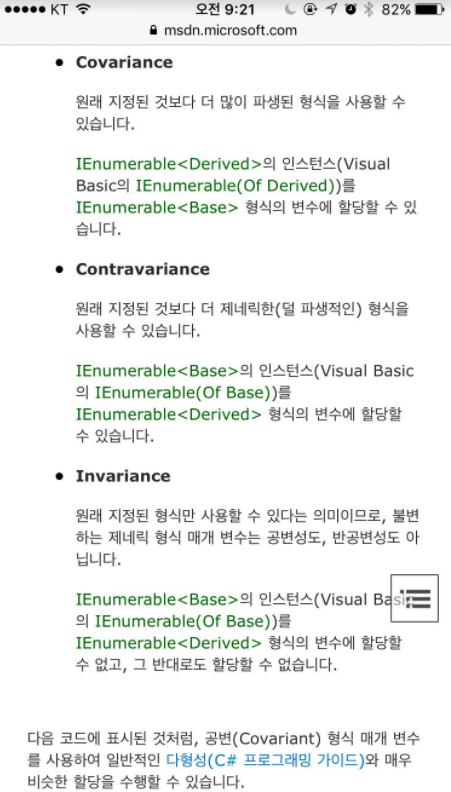 KT 오전 9:21 82%
msdn.microsoft.com
• Covariance
원래 지정된 것보다 더 많이 파생된 형식을 사용할 수
있습니다.
IEnumerable<Derived>의 인스턴스(Visual
Basic의 IEnumerable(Of Derived))를
IEnumerable<Base> 형식의 변수에 할당할 수 있
습니다.
• Contravariance
원래 지정된 것보다 더 제네릭한(덜 파생적인) 형식을
사용할 수 있습니다.
IEnumerable<Base>의 인스턴스(Visual Basic
의 IEnumerable(Of Base))를
IEnumerable<Derived> 형식의 변수에 할당할
수 있습니다.
• Invariance
원래 지정된 형식만 사용할 수 있다는 의미이므로, 불변
하는 제네릭 형식 매개 변수는 공변성도, 반공변성도 아
닙니다.
IEnumerable<Base>의 인스턴스(Visual Basic
의 IEnumerable(Of Base))를
IEnumerable<Derived> 형식의 변수에 할당할
수 없고, 그 반대로도 할당할 수 없습니다.
다음 코드에 표시된 것처럼, 공변(Covariant) 형식 매개 변수
를 사용하여 일반적인 다형성(C# 프로그래밍 가이드)와 매우
비슷한 할당을 수행할 수 있습니다.